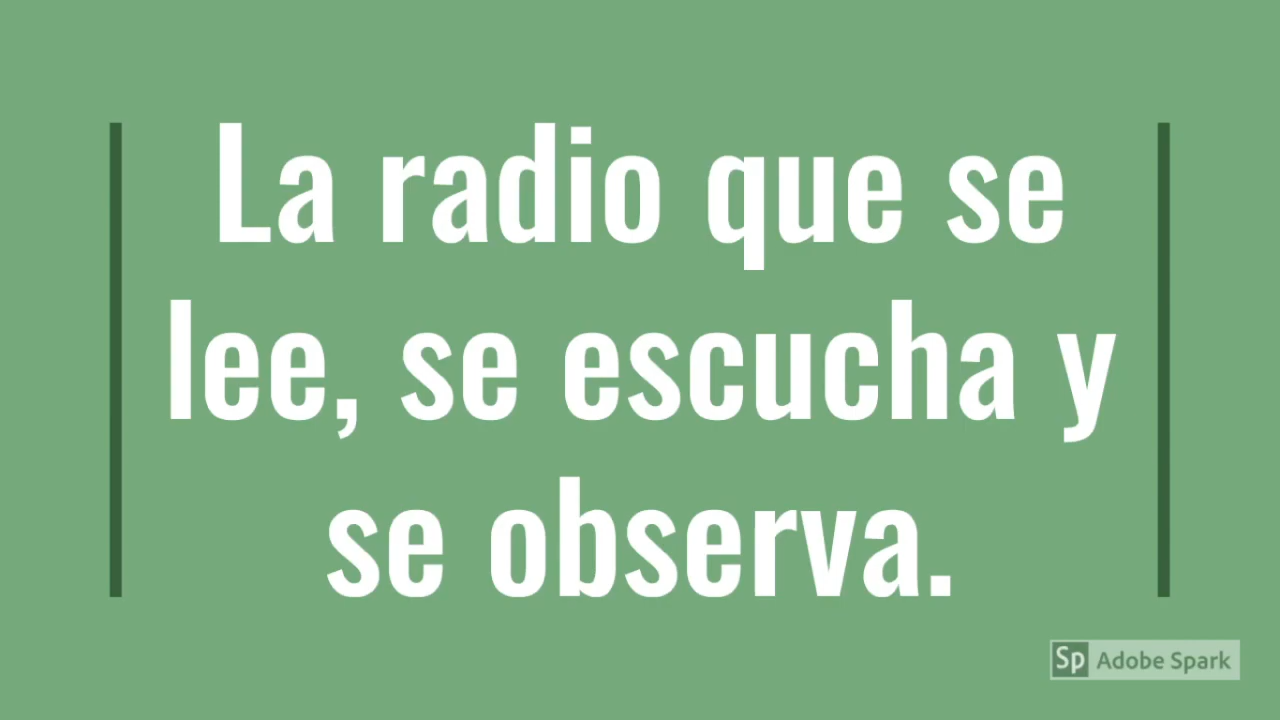 La radio que se
lee, se escucha y
se observa.
Sp Adobe Spark